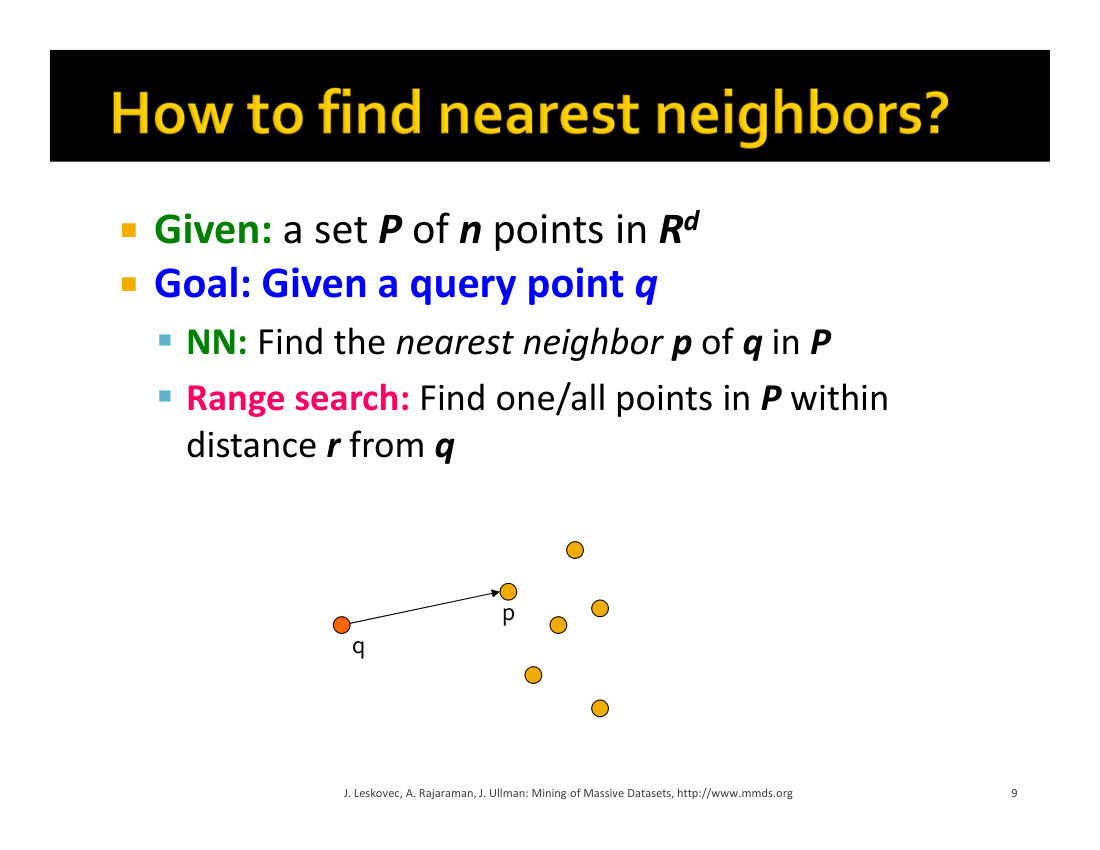 How to find nearest neighbors?
Given: a set P of n points in Rᵈ
Goal: Given a query point q
NN: Find the nearest neighbor p of q in P
Range search: Find one/all points in P within
distance r from q
p
q
J. Leskovec, A. Rajaraman, J. Ullman: Mining of Massive Datasets, http://www.mmds.org
9